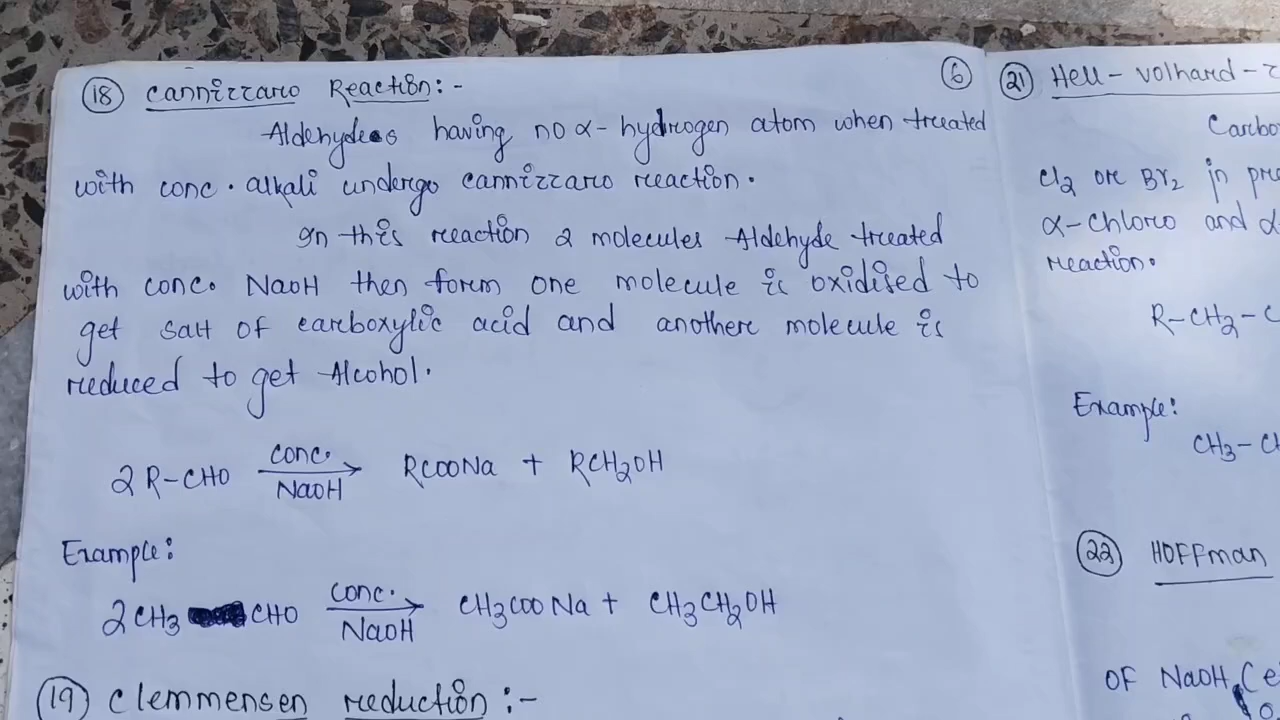 (18) Cannizzaro Reaction:-
(6)
Aldehydes having no α-hydrogen atom when treated
with conc. alkali undergo cannizzaro reaction.
In this reaction 2 molecules Aldehyde treated
with conc. NaOH then form one molecule is oxidised to
get salt of carboxylic acid and another molecule is
reduced to get Alcohol.
2R-CHO conc. NaOH → RCOONa + RCH2OH
Example:
2CH3 CHO conc. NaOH → CH3COONa + CH3CH2OH
(19) Clemmensen reduction:-
(21) Hell-volhard-z
Carbo
Cl2 or Br2 in pre
α-Chloro and α
reaction.
R-CH2-C
Example:
CH3-CH
(22) HOFFman
OF NaOH